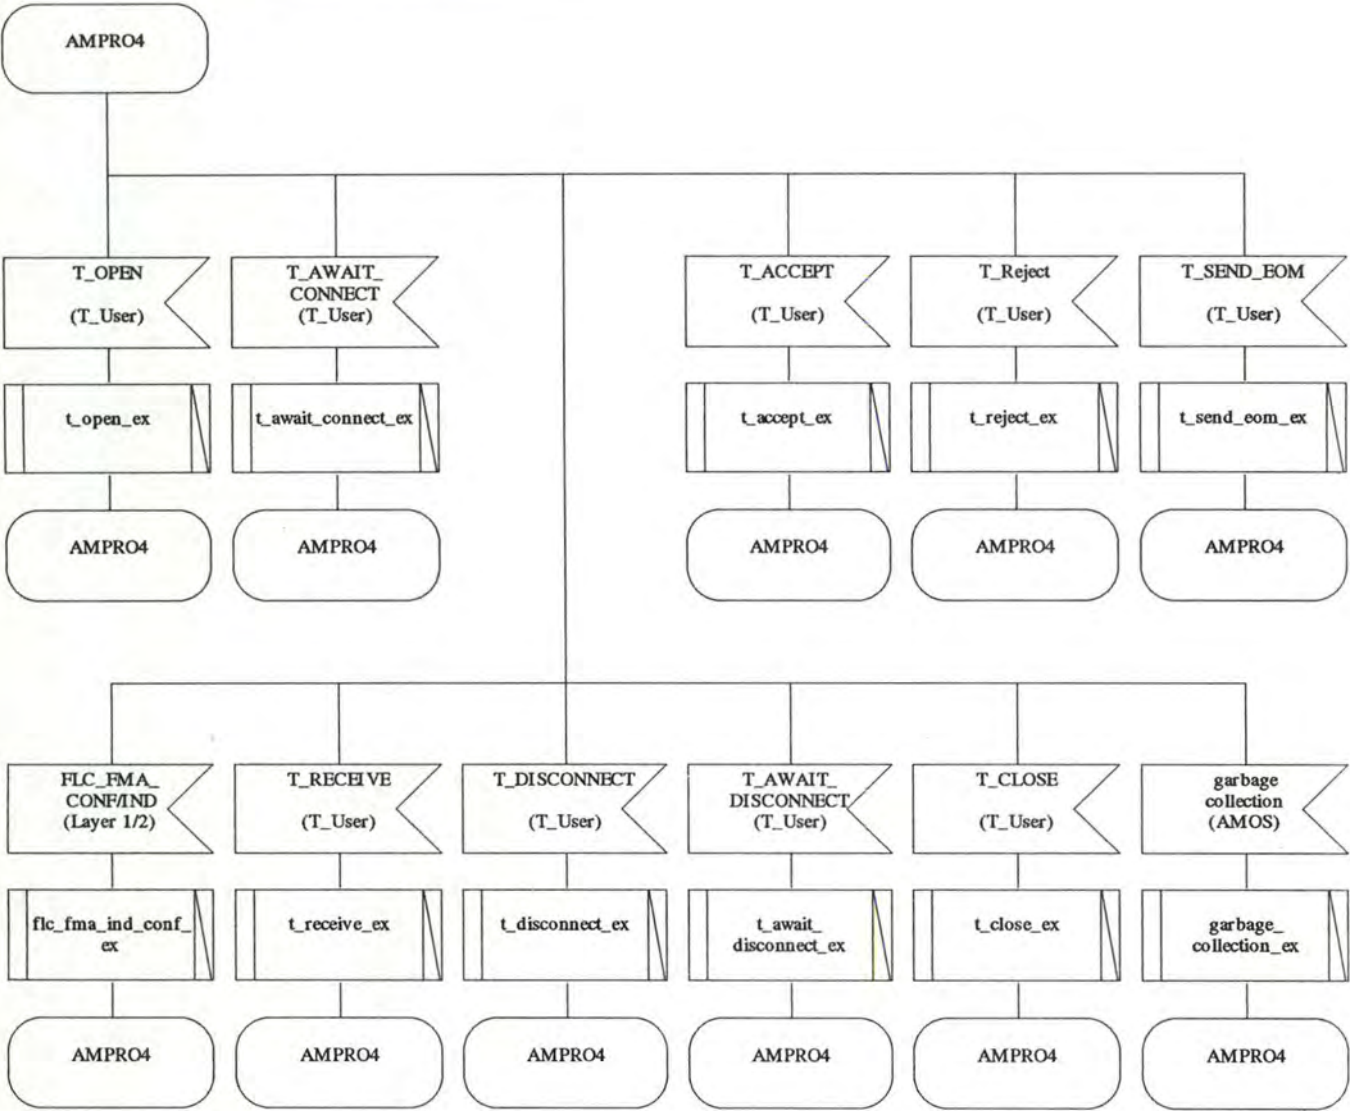 AMPRO4
T_OPEN
(T_User)
T_AWAIT_
CONNECT
(T_User)
T_ACCEPT
(T_User)
T_Reject
(T_User)
T_SEND_EOM
(T_User)
t_open_ex
t_await_connect_ex
t_accept_ex
t_reject_ex
t_send_eom_ex
AMPRO4
AMPRO4
AMPRO4
AMPRO4
AMPRO4
FLC_FMA_
CONF/IND
(Layer 1/2)
T_RECEIVE
(T_User)
T_DISCONNECT
(T_User)
T_AWAIT_
DISCONNECT
(T_User)
T_CLOSE
(T_User)
garbage
collection
(AMOS)
flc_fma_ind_conf_
ex
t_receive_ex
t_disconnect_ex
t_await_
disconnect_ex
t_close_ex
garbage_
collection_ex
AMPRO4
AMPRO4
AMPRO4
AMPRO4
AMPRO4
AMPRO4